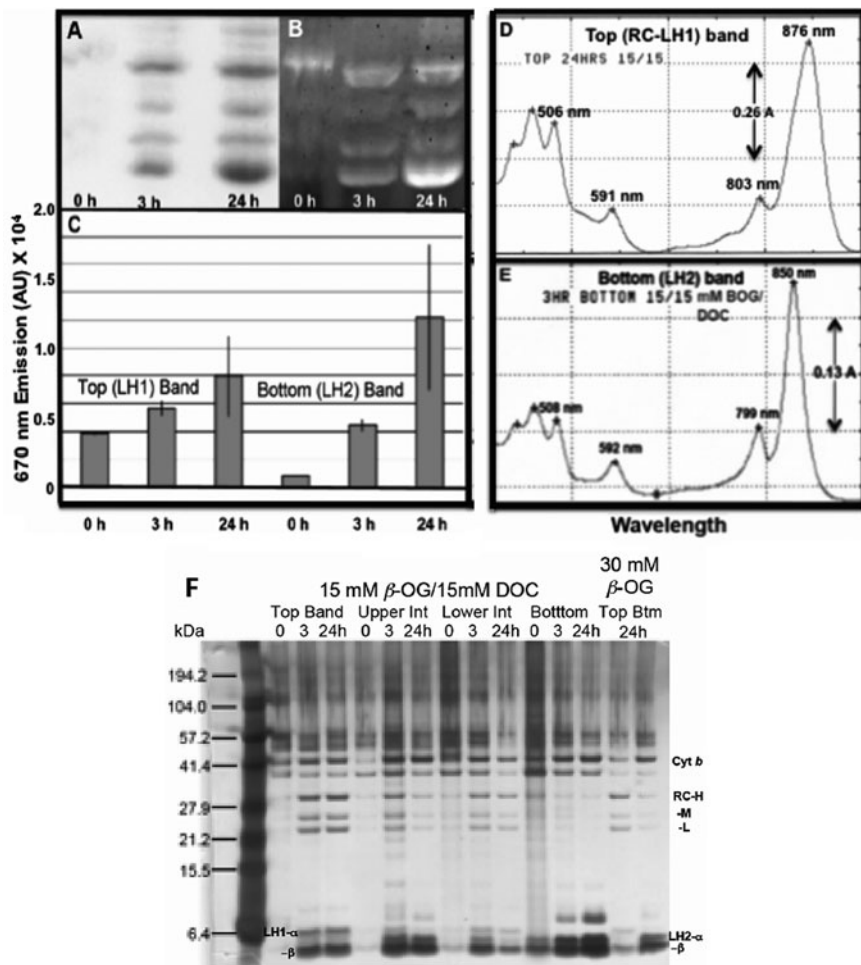 A
0 h 3 h 24 h
B
0 h 3 h 24 h
C
670 nm Emission (AU) X 10⁴
2.0
1.5
1.0
0.5
0
Top (LH1) Band
Bottom (LH2) Band
0 h 3 h 24 h 0 h 3 h 24 h
D
Top (RC-LH1) band
876 nm
TOP 24HRS 15/15
506 nm
0.26 A
591 nm
803 nm
E
Bottom (LH2) band
850 nm
3HR BOTTOM 15/15 mM BOG/
DOC
0.13 A
508 nm
799 nm
592 nm
Wavelength
F
15 mM β-OG/15mM DOC
30 mM
β-OG
Top Band Upper Int Lower Int Botttom Top Btm
kDa
0 3 24h 0 3 24h 0 3 24h 0 3 24h 24h
194.2
104.0
57.2
41.4
27.9
21.2
15.5
6.4
Cyt b
RC-H
-M
-L
LH1-α
-β
LH2-α
-β